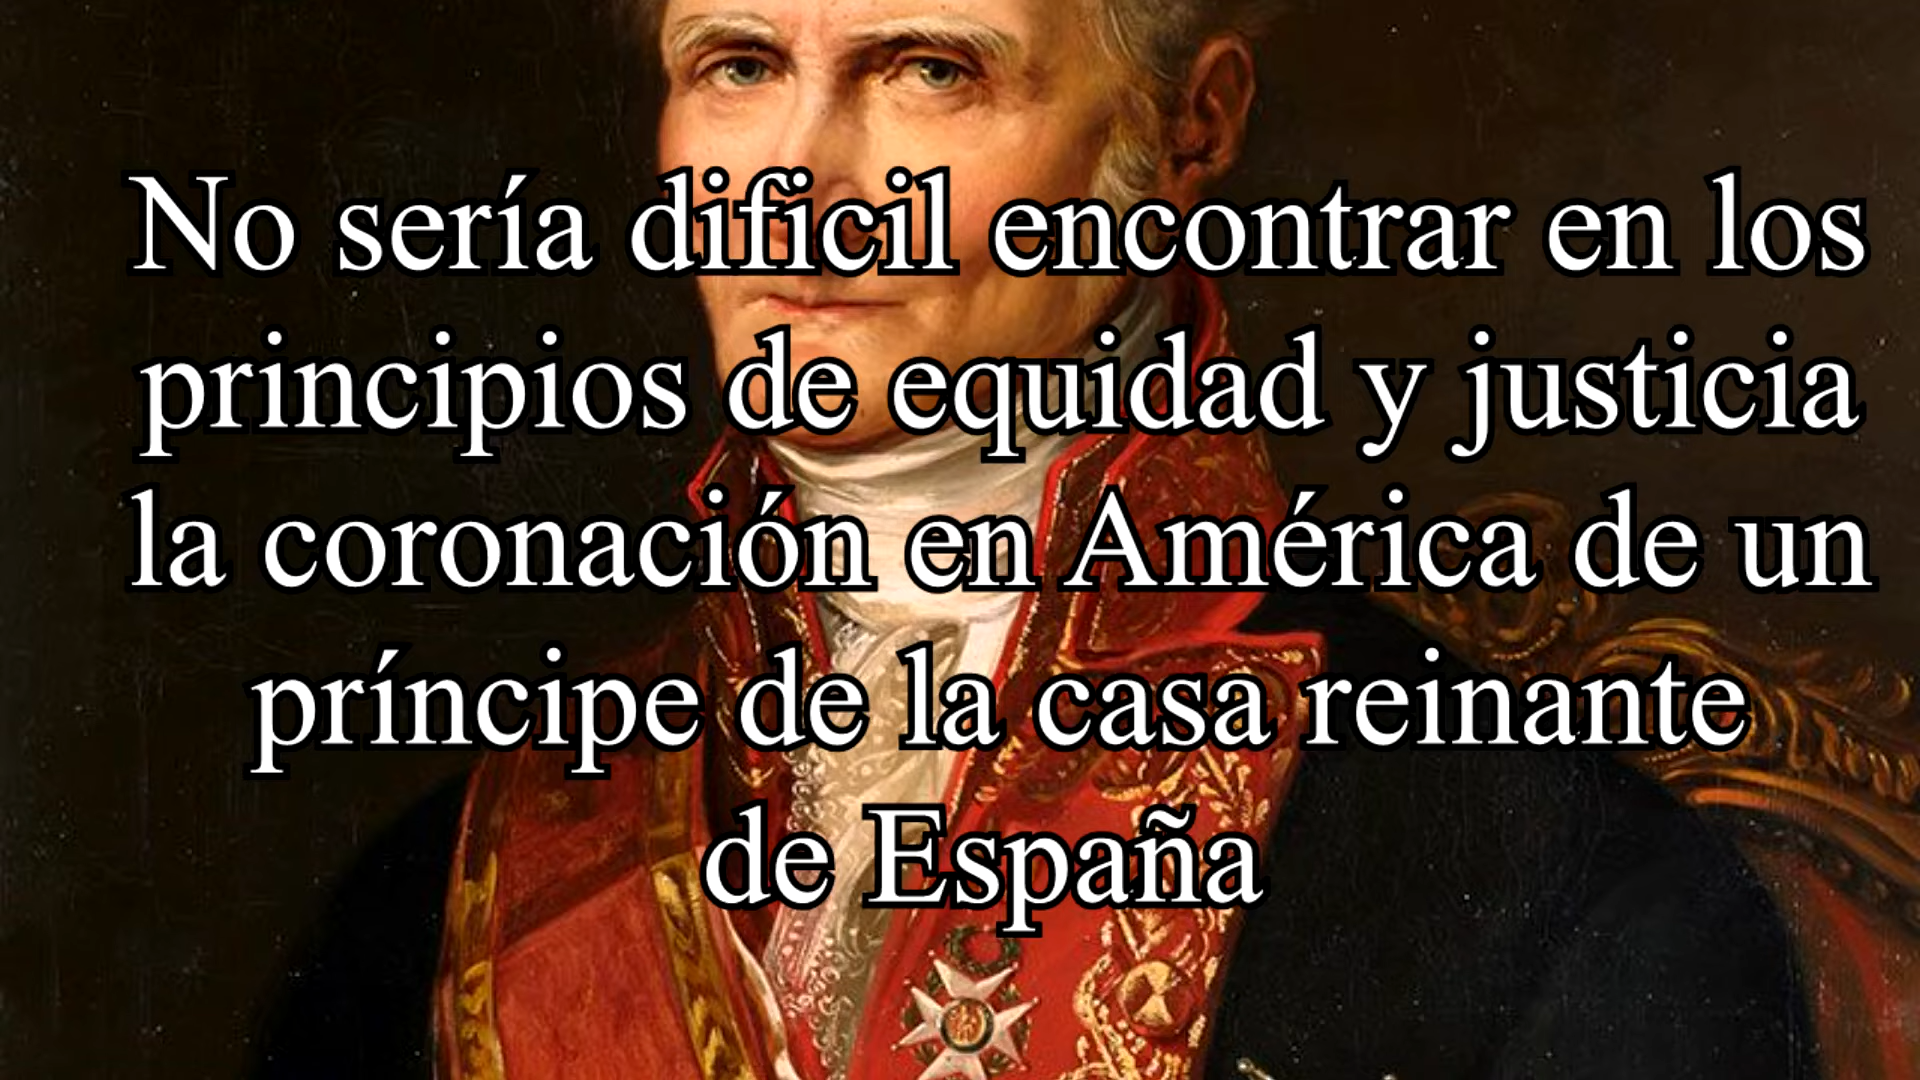 No sería dificil encontrar en los
principios de equidad y justicia
la coronación en América de un
príncipe de la casa reinante
de España